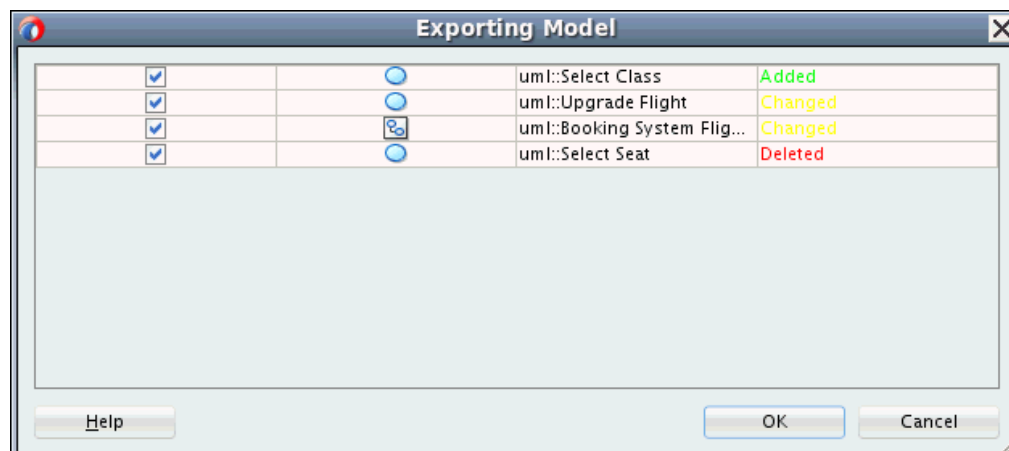 Exporting Model
uml::Select Class Added
uml::Upgrade Flight Changed
uml::Booking System Flig... Changed
uml::Select Seat Deleted
Help OK Cancel